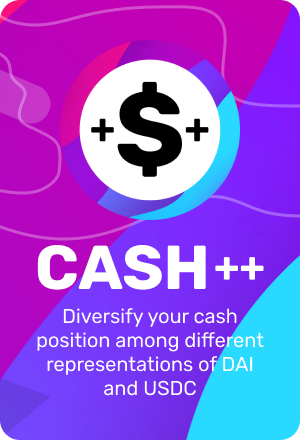 +$+
CASH++
Diversify your cash
position among different
representations of DAI
and USDC